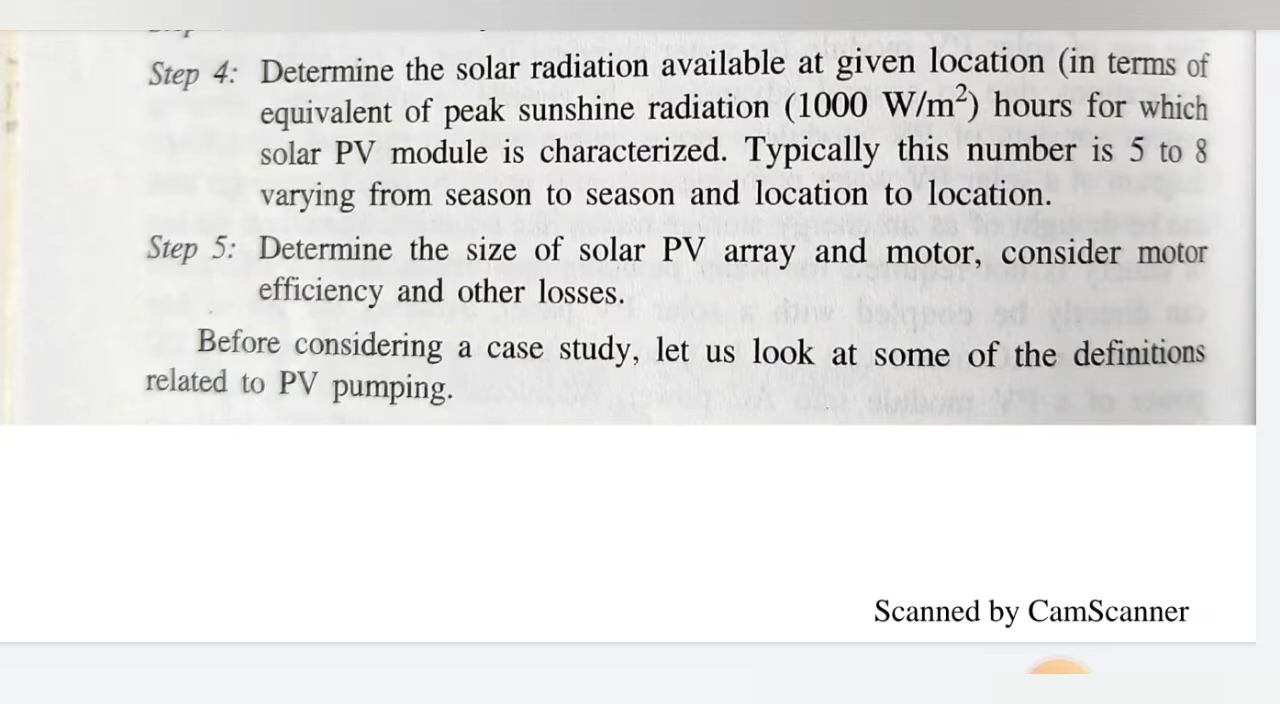 Step 4: Determine the solar radiation available at given location (in terms of
equivalent of peak sunshine radiation (1000 W/m²) hours for which
solar PV module is characterized. Typically this number is 5 to 8
varying from season to season and location to location.
Step 5: Determine the size of solar PV array and motor, consider motor
efficiency and other losses.
Before considering a case study, let us look at some of the definitions
related to PV pumping.
Scanned by CamScanner